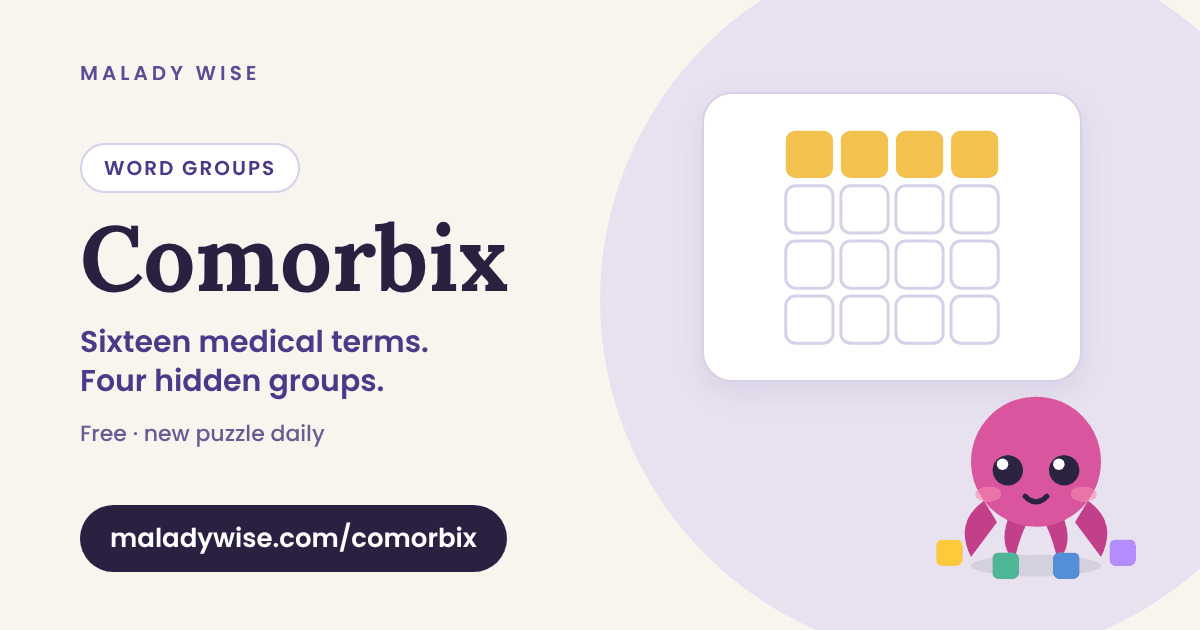 MALADY WISE
WORD GROUPS
Comorbix
Sixteen medical terms.
Four hidden groups.
Free · new puzzle daily
maladywise.com/comorbix